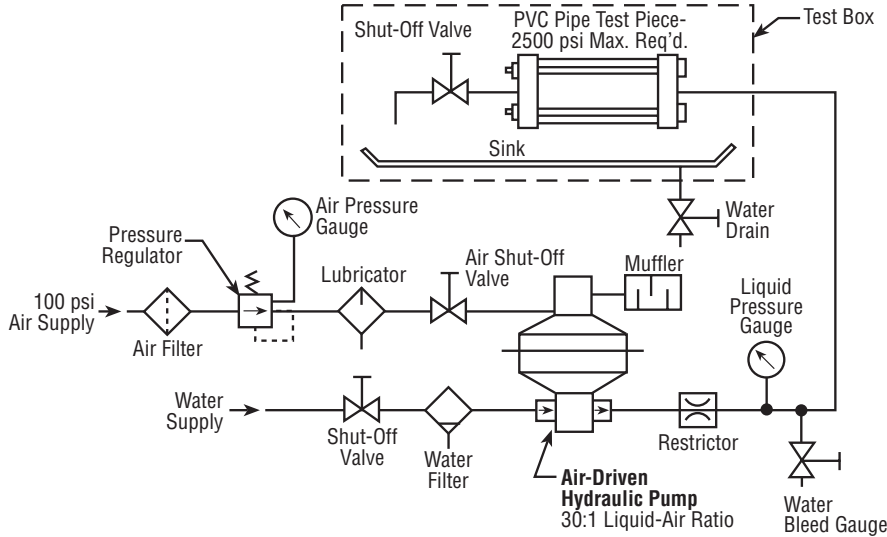 PVC Pipe Test Piece-
2500 psi Max. Req'd.
Test Box
Shut-Off Valve
Sink
Water
Drain
Air Pressure
Gauge
Pressure
Regulator
Lubricator
Air Shut-Off
Valve
Muffler
Liquid
Pressure
Gauge
100 psi
Air Supply
Air Filter
Water
Supply
Shut-Off
Valve
Water
Filter
Restrictor
Air-Driven
Hydraulic Pump
30:1 Liquid-Air Ratio
Water
Bleed Gauge